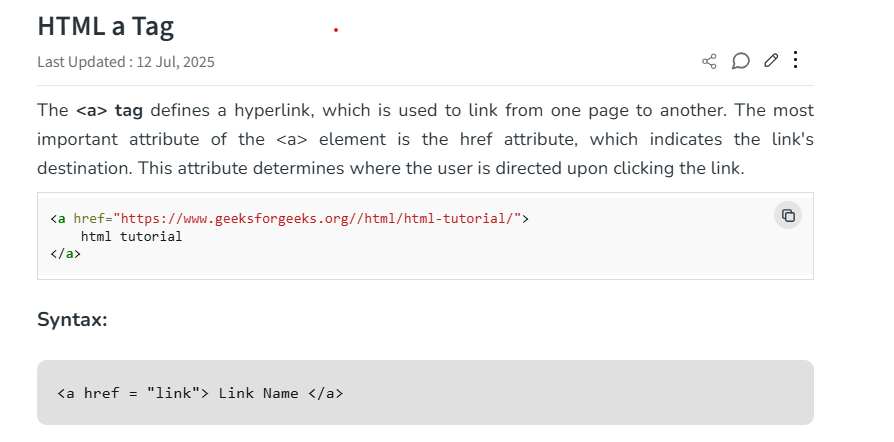 HTML a Tag
Last Updated : 12 Jul, 2025
The <a> tag defines a hyperlink, which is used to link from one page to another. The most
important attribute of the <a> element is the href attribute, which indicates the link's
destination. This attribute determines where the user is directed upon clicking the link.
<a href="https://www.geeksforgeeks.org//html/html-tutorial/">
    html tutorial
</a>
Syntax:
<a href = "link"> Link Name </a>